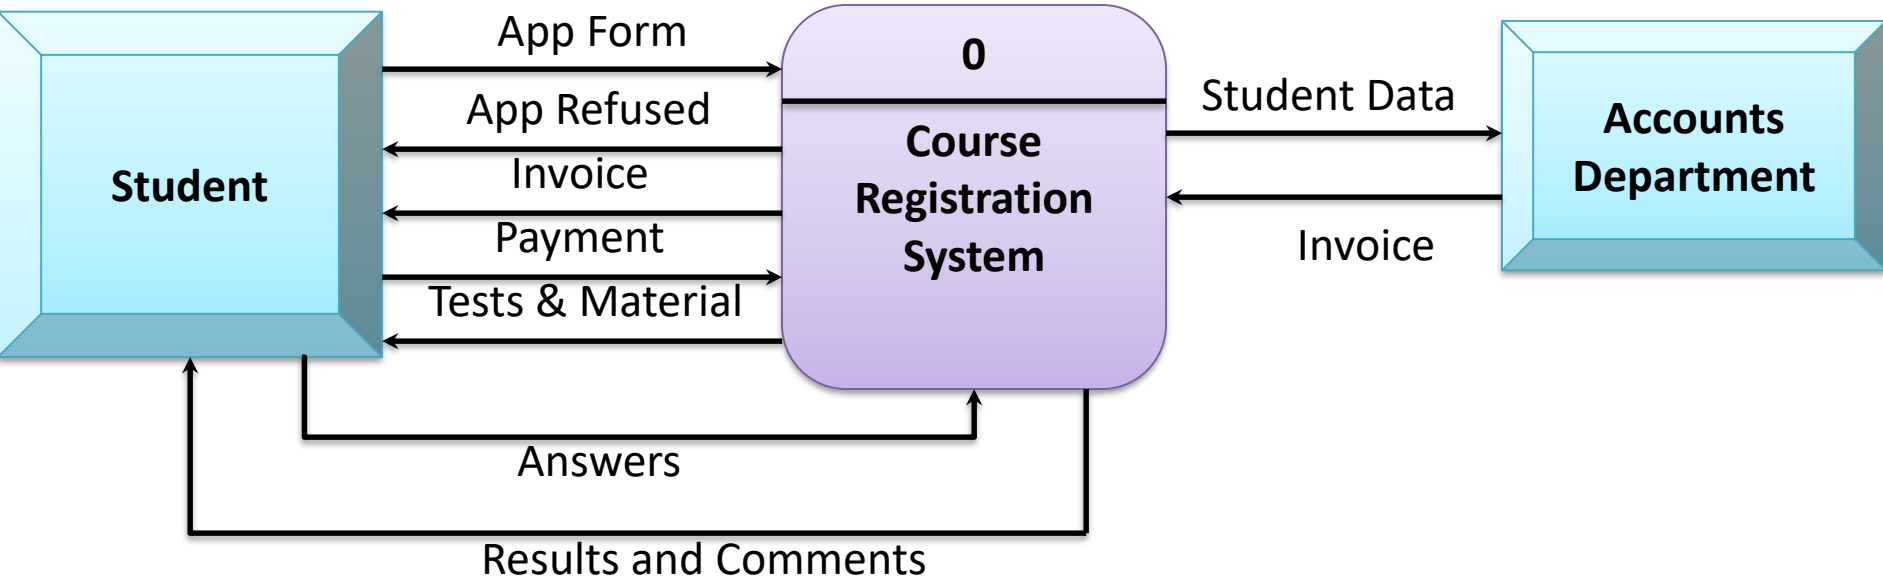 Student
App Form
App Refused
Invoice
Payment
Tests & Material
Answers
Results and Comments
0
Course
Registration
System
Student Data
Invoice
Accounts
Department